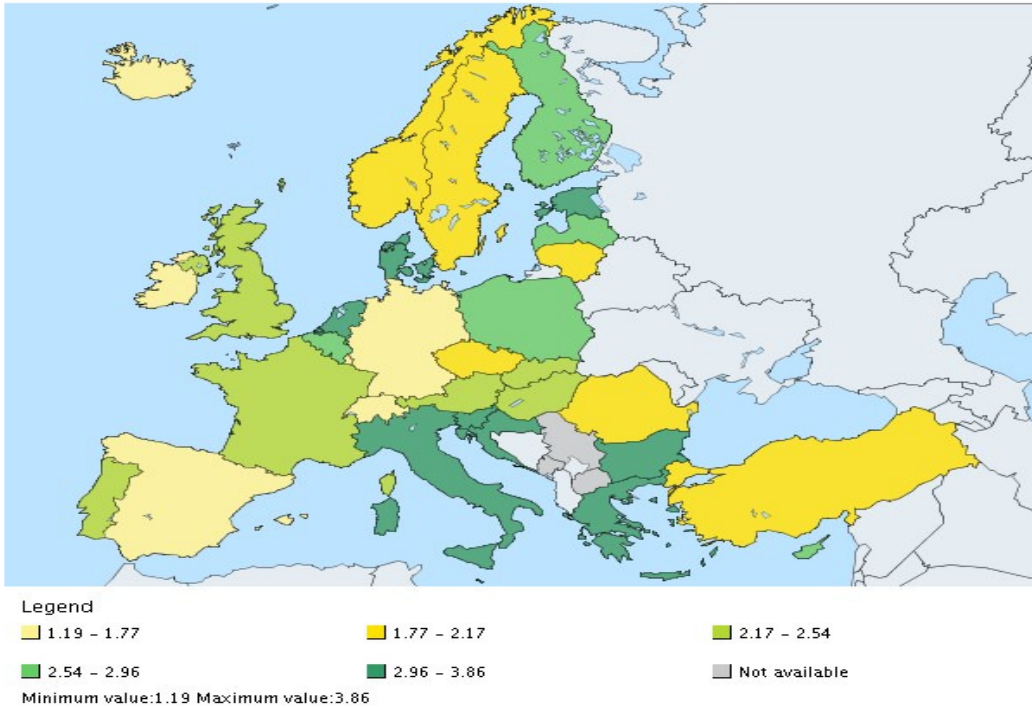 Legend
1.19 - 1.77
1.77 - 2.17
2.17 - 2.54
2.54 - 2.96
2.96 - 3.86
Not available
Minimum value:1.19 Maximum value:3.86